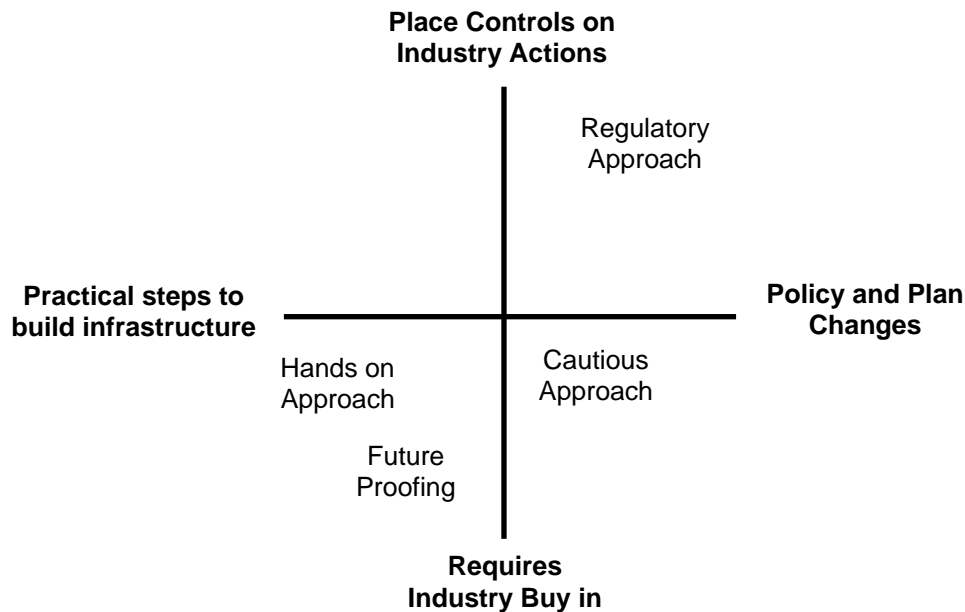 Place Controls on
Industry Actions
Regulatory
Approach
Practical steps to
build infrastructure
Policy and Plan
Changes
Hands on
Approach
Cautious
Approach
Future
Proofing
Requires
Industry Buy in